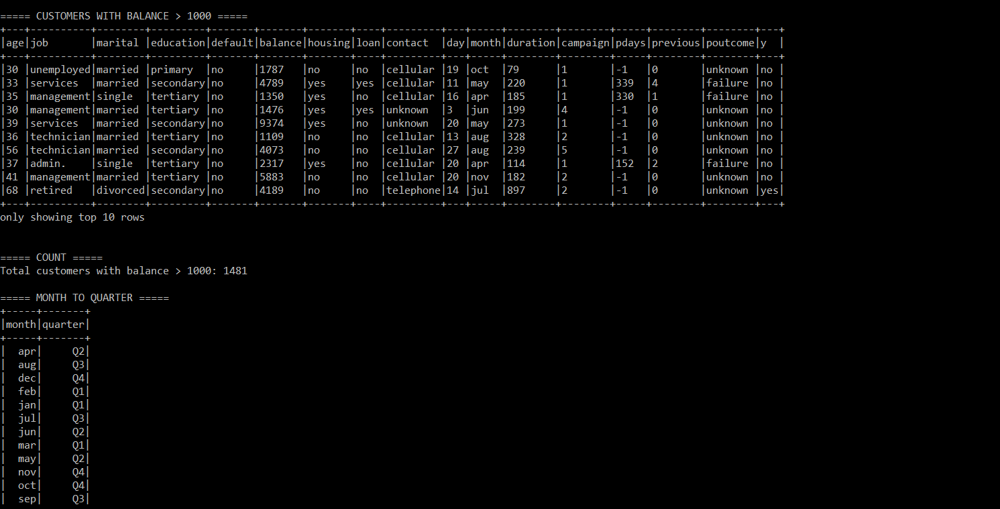 ===== CUSTOMERS WITH BALANCE > 1000 =====
+---+----------+--------+---------+-------+-------+-------+----+---------+---+-----+--------+--------+-----+--------+--------+---+
|age|job       |marital |education|default|balance|housing|loan|contact  |day|month|duration|campaign|pdays|previous|poutcome|y  |
+---+----------+--------+---------+-------+-------+-------+----+---------+---+-----+--------+--------+-----+--------+--------+---+
|30 |unemployed|married |primary  |no     |1787   |no     |no  |cellular |19 |oct  |79      |1       |-1   |0       |unknown |no |
|33 |services  |married |secondary|no     |4789   |yes    |yes |cellular |11 |may  |220     |1       |339  |4       |failure |no |
|35 |management|single  |tertiary |no     |1350   |yes    |no  |cellular |16 |apr  |185     |1       |330  |1       |failure |no |
|30 |management|married |tertiary |no     |1476   |yes    |yes |unknown  |3  |jun  |199     |4       |-1   |0       |unknown |no |
|39 |services  |married |secondary|no     |9374   |yes    |no  |unknown  |20 |may  |273     |1       |-1   |0       |unknown |no |
|36 |technician|married |tertiary |no     |1109   |no     |no  |cellular |13 |aug  |328     |2       |-1   |0       |unknown |no |
|56 |technician|married |secondary|no     |4073   |no     |no  |cellular |27 |aug  |239     |5       |-1   |0       |unknown |no |
|37 |admin.    |single  |tertiary |no     |2317   |yes    |no  |cellular |20 |apr  |114     |1       |152  |2       |failure |no |
|41 |management|married |tertiary |no     |5883   |no     |no  |cellular |20 |nov  |182     |2       |-1   |0       |unknown |no |
|68 |retired   |divorced|secondary|no     |4189   |no     |no  |telephone|14 |jul  |897     |2       |-1   |0       |unknown |yes|
+---+----------+--------+---------+-------+-------+-------+----+---------+---+-----+--------+--------+-----+--------+--------+---+
only showing top 10 rows
===== COUNT =====
Total customers with balance > 1000: 1481
===== MONTH TO QUARTER =====
+-----+-------+
|month|quarter|
+-----+-------+
|  apr|     Q2|
|  aug|     Q3|
|  dec|     Q4|
|  feb|     Q1|
|  jan|     Q1|
|  jul|     Q3|
|  jun|     Q2|
|  mar|     Q1|
|  may|     Q2|
|  nov|     Q4|
|  oct|     Q4|
|  sep|     Q3|